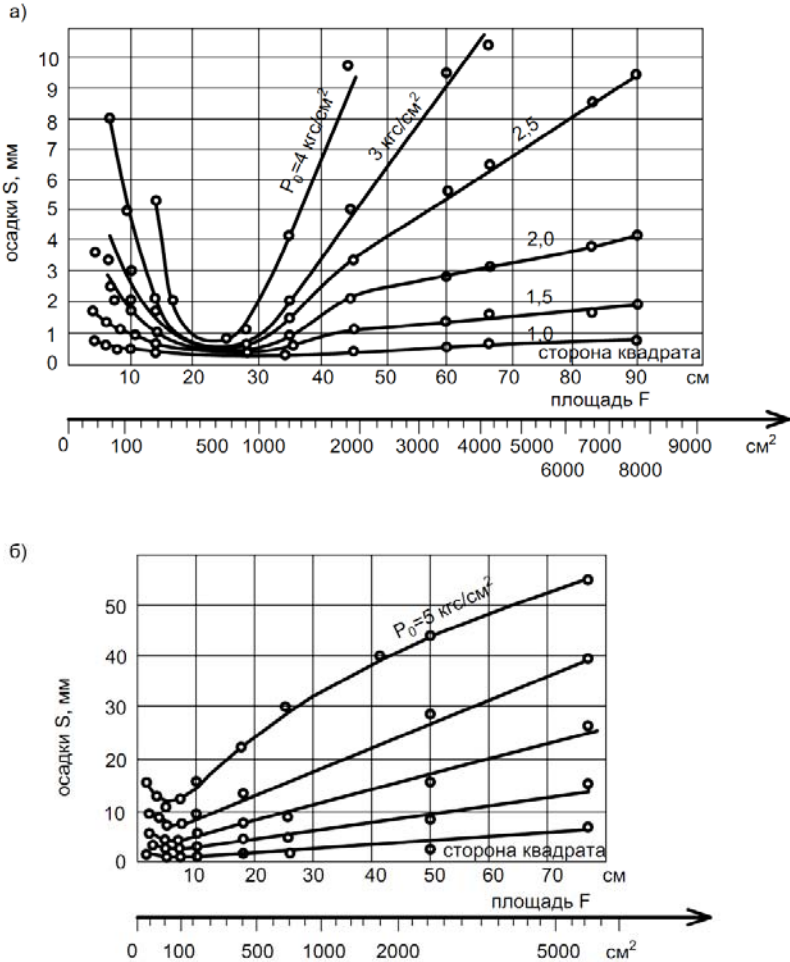 а)
осадки S, мм
10
9
8
7
6
5
4
3
2
1
0
P₀=4 кгс/см²
3 кгс/см²
2,5
2,0
1,5
1,0
сторона квадрата
10 20 30 40 50 60 70 80 90 см
площадь F
0 100 500 1000 2000 3000 4000 5000 7000 9000 см²
6000 8000
б)
осадки S, мм
50
40
30
20
10
0
P₀=5 кгс/см²
сторона квадрата
10 20 30 40 50 60 70 см
площадь F
0 100 500 1000 2000 5000 см²